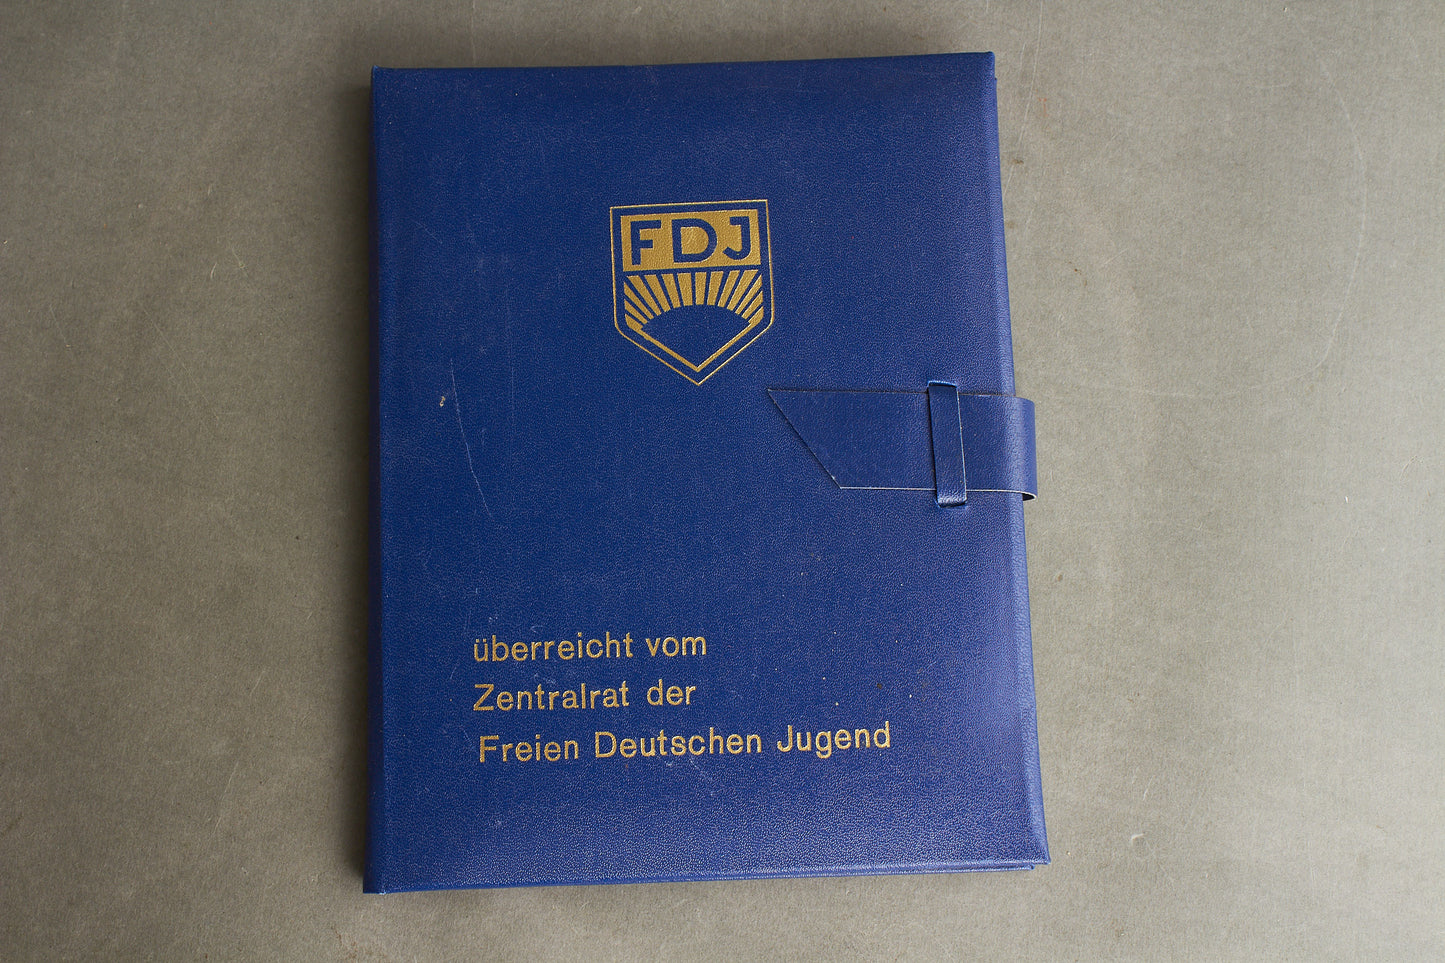 FDJ
überreicht vom
Zentralrat der
Freien Deutschen Jugend